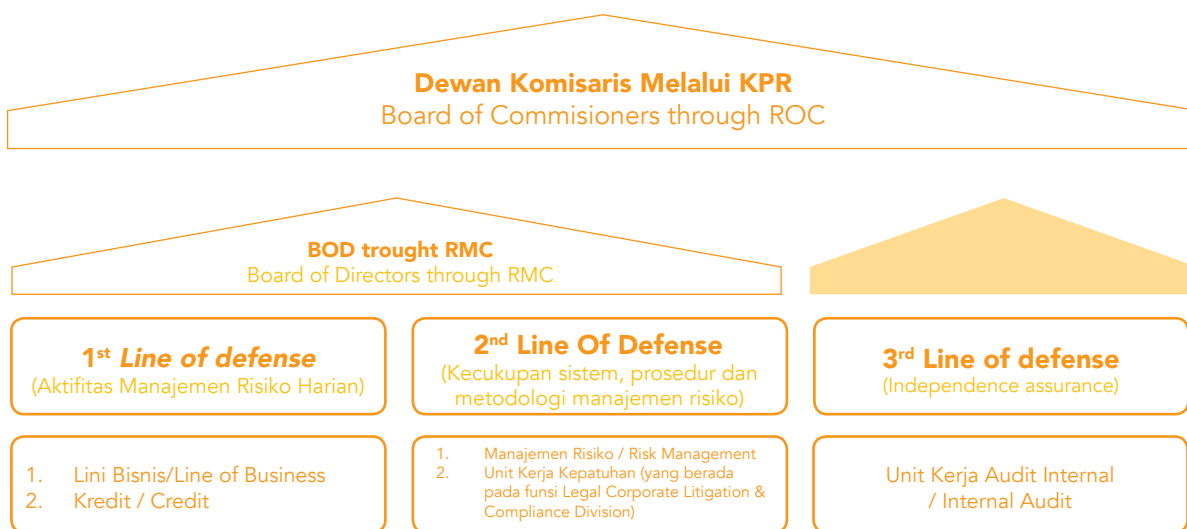 Dewan Komisaris Melalui KPR
Board of Commisioners through ROC
BOD trought RMC
Board of Directors through RMC
1st Line of defense
(Aktifitas Manajemen Risiko Harian)
2nd Line Of Defense
(Kecukupan sistem, prosedur dan
metodologi manajemen risiko)
3rd Line of defense
(Independence assurance)
1. Lini Bisnis/Line of Business
2. Kredit / Credit
1. Manajemen Risiko / Risk Management
2. Unit Kerja Kepatuhan (yang berada
pada funsi Legal Corporate Litigation &
Compliance Division)
Unit Kerja Audit Internal
/ Internal Audit